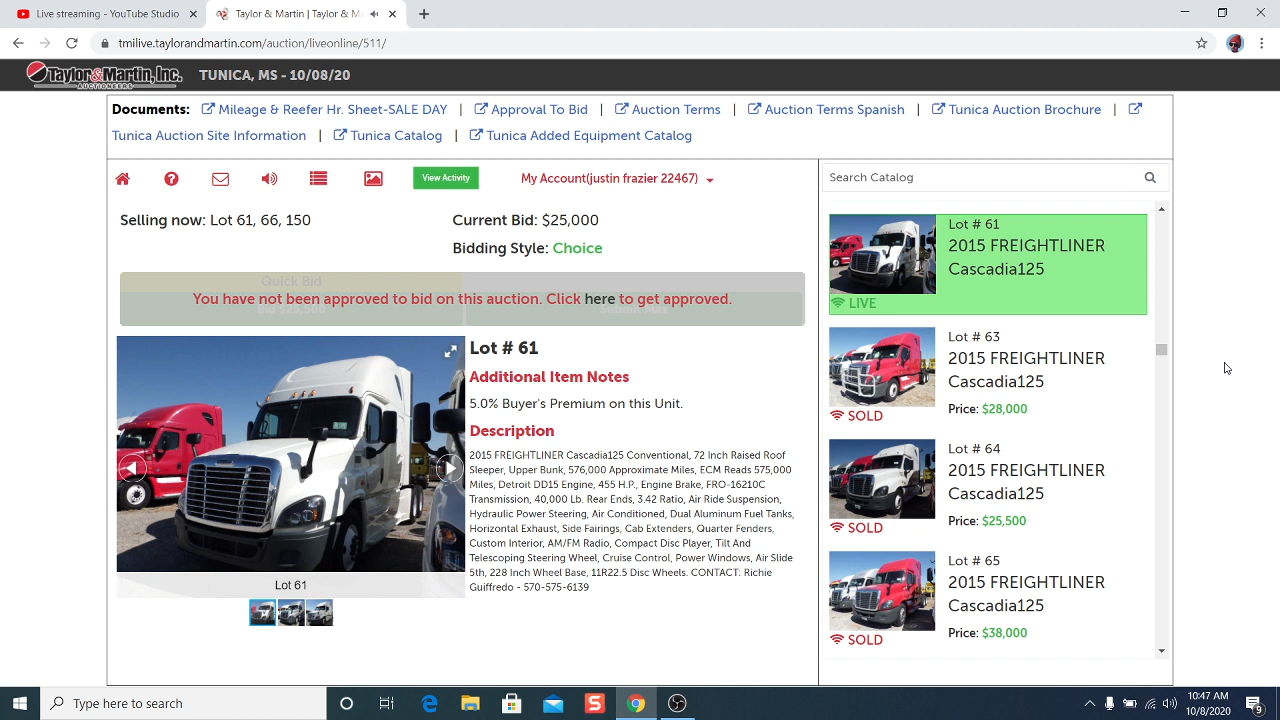 Live streaming - YouTube Studio
Taylor & Martin | Taylor & M
tmilive.taylorandmartin.com/auction/liveonline/511/
Taylor & Martin, Inc.
AUCTIONEERS
TUNICA, MS - 10/08/20
Documents: Mileage & Reefer Hr. Sheet-SALE DAY | Approval To Bid | Auction Terms | Auction Terms Spanish | Tunica Auction Brochure |
Tunica Auction Site Information | Tunica Catalog | Tunica Added Equipment Catalog
View Activity
My Account(justin frazier 22467)
Selling now: Lot 61, 66, 150
Current Bid: $25,000
Bidding Style: Choice
Quick Bid
You have not been approved to bid on this auction. Click here to get approved.
Bid $25,500
Submit Max
Lot 61
Lot # 61
Additional Item Notes
5.0% Buyer's Premium on this Unit.
Description
2015 FREIGHTLINER Cascadia125 Conventional, 72 Inch Raised Roof
Sleeper, Upper Bunk, 576,000 Approximate Miles, ECM Reads 575,000
Miles, Detroit DD15 Engine, 455 H.P., Engine Brake, FRO-16210C
Transmission, 40,000 Lb. Rear Ends, 3.42 Ratio, Air Ride Suspension,
Hydraulic Power Steering, Air Conditioned, Dual Aluminum Fuel Tanks,
Horizontal Exhaust, Side Fairings, Cab Extenders, Quarter Fenders,
Custom Interior, AM/FM Radio, Compact Disc Player, Tilt And
Telescoping Steering Wheel, Cruise Control, Power Windows, Air Slide
5th, 228 Inch Wheel Base, 11R22.5 Disc Wheels. CONTACT: Richie
Guiffredo - 570-575-6139
Search Catalog
Lot # 61
2015 FREIGHTLINER
Cascadia125
LIVE
Lot # 63
2015 FREIGHTLINER
Cascadia125
Price: $28,000
SOLD
Lot # 64
2015 FREIGHTLINER
Cascadia125
Price: $25,500
SOLD
Lot # 65
2015 FREIGHTLINER
Cascadia125
Price: $38,000
SOLD
Type here to search
10:47 AM
10/8/2020
9